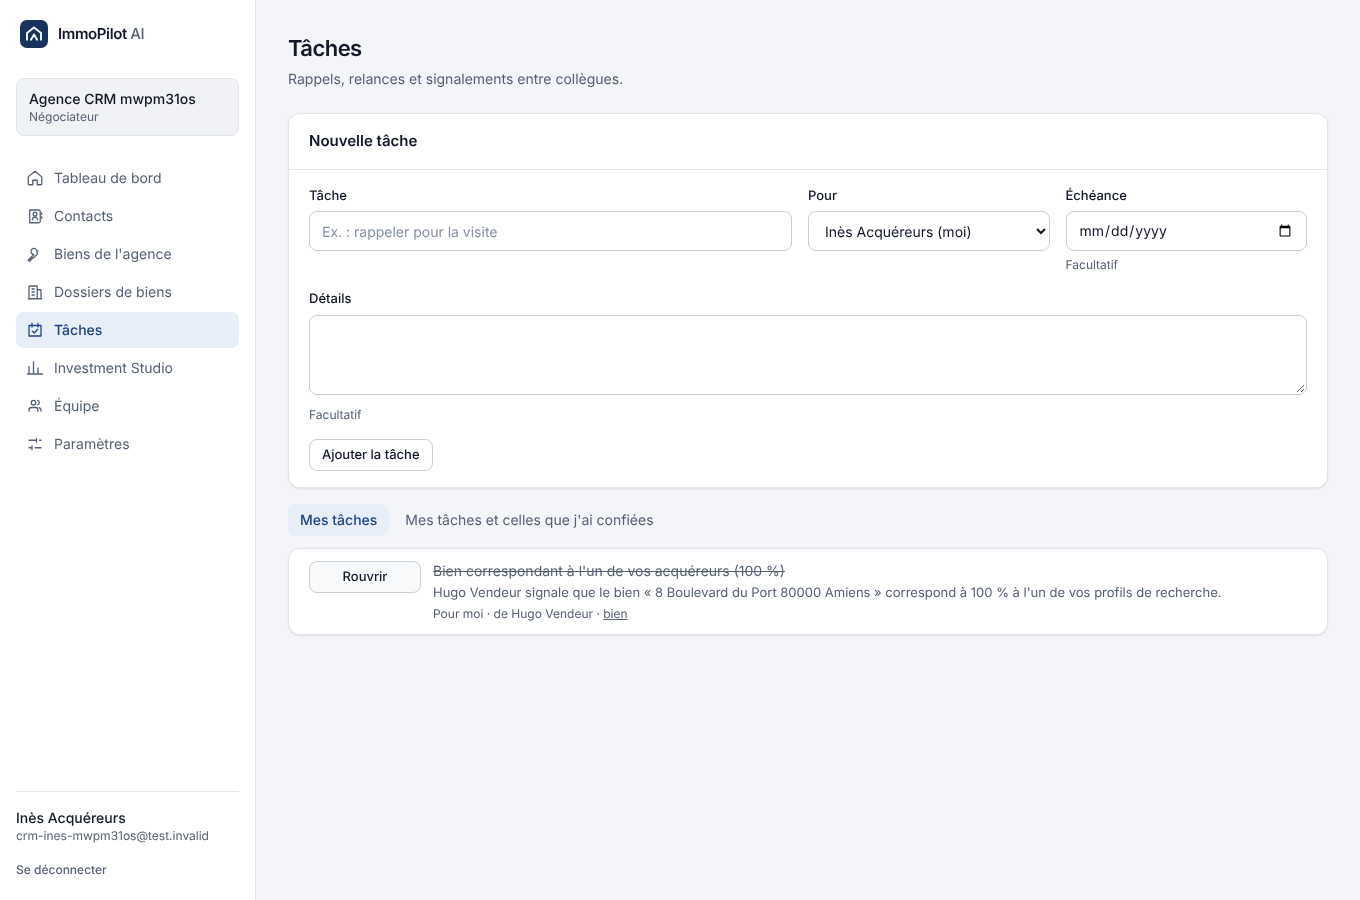 ImmoPilot AI
Agence CRM mwpm31os
Négociateur
Tableau de bord
Contacts
Biens de l'agence
Dossiers de biens
Tâches
Investment Studio
Équipe
Paramètres
Inès Acquéreurs
crm-ines-mwpm31os@test.invalid
Se déconnecter
Tâches
Rappels, relances et signalements entre collègues.
Nouvelle tâche
Tâche
Ex. : rappeler pour la visite
Pour
Inès Acquéreurs (moi)
Échéance
mm/dd/yyyy
Facultatif
Détails
Facultatif
Ajouter la tâche
Mes tâches
Mes tâches et celles que j'ai confiées
Rouvrir
Bien correspondant à l'un de vos acquéreurs (100 %)
Hugo Vendeur signale que le bien « 8 Boulevard du Port 80000 Amiens » correspond à 100 % à l'un de vos profils de recherche.
Pour moi · de Hugo Vendeur · bien